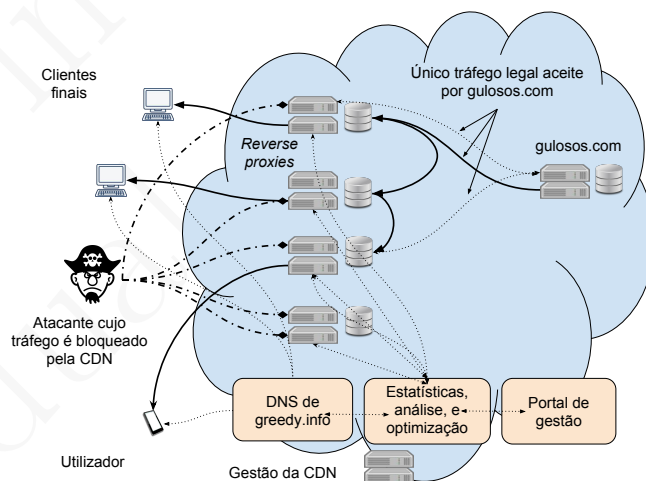 Clientes
finais
Único tráfego legal aceite
por gulosos.com
Reverse
proxies
gulosos.com
Atacante cujo
tráfego é bloqueado
pela CDN
DNS de
greedy.info
Estatísticas,
análise, e
optimização
Portal de
gestão
Utilizador
Gestão da CDN